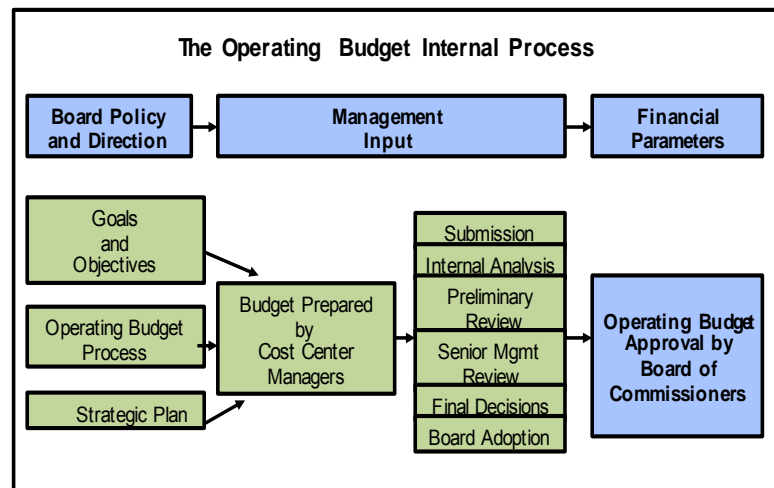 The Operating Budget Internal Process
Board Policy
and Direction
Management
Input
Financial
Parameters
Goals
and
Objectives
Operating Budget
Process
Strategic Plan
Budget Prepared
by
Cost Center
Managers
Submission
Internal Analysis
Preliminary
Review
Senior Mgmt
Review
Final Decisions
Board Adoption
Operating Budget
Approval by
Board of
Commissioners